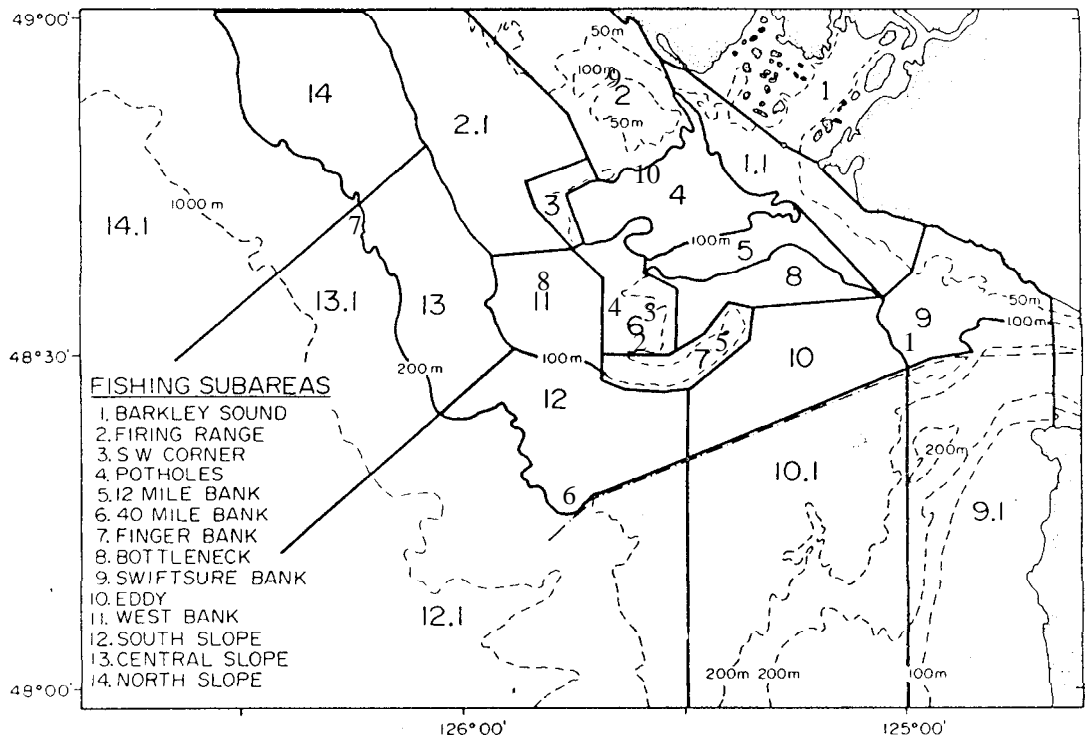 49°00'
14
2.1
50m
100m
9
2
50m
1
1.1
10
4
3
1000 m
14.1
7
100m
5
13.1
13
8
11
8
4
3
6
2
7
5
9
1
50m
100m
48°30'
200m
100m
10
12
FISHING SUBAREAS
1. BARKLEY SOUND
2. FIRING RANGE
3. S W CORNER
4. POTHOLES
5. 12 MILE BANK
6. 40 MILE BANK
7. FINGER BANK
8. BOTTLENECK
9. SWIFTSURE BANK
10. EDDY
11. WEST BANK
12. SOUTH SLOPE
13. CENTRAL SLOPE
14. NORTH SLOPE
6
10.1
200m
9.1
12.1
200m
200m
100m
49°00'
126°00'
125°00'